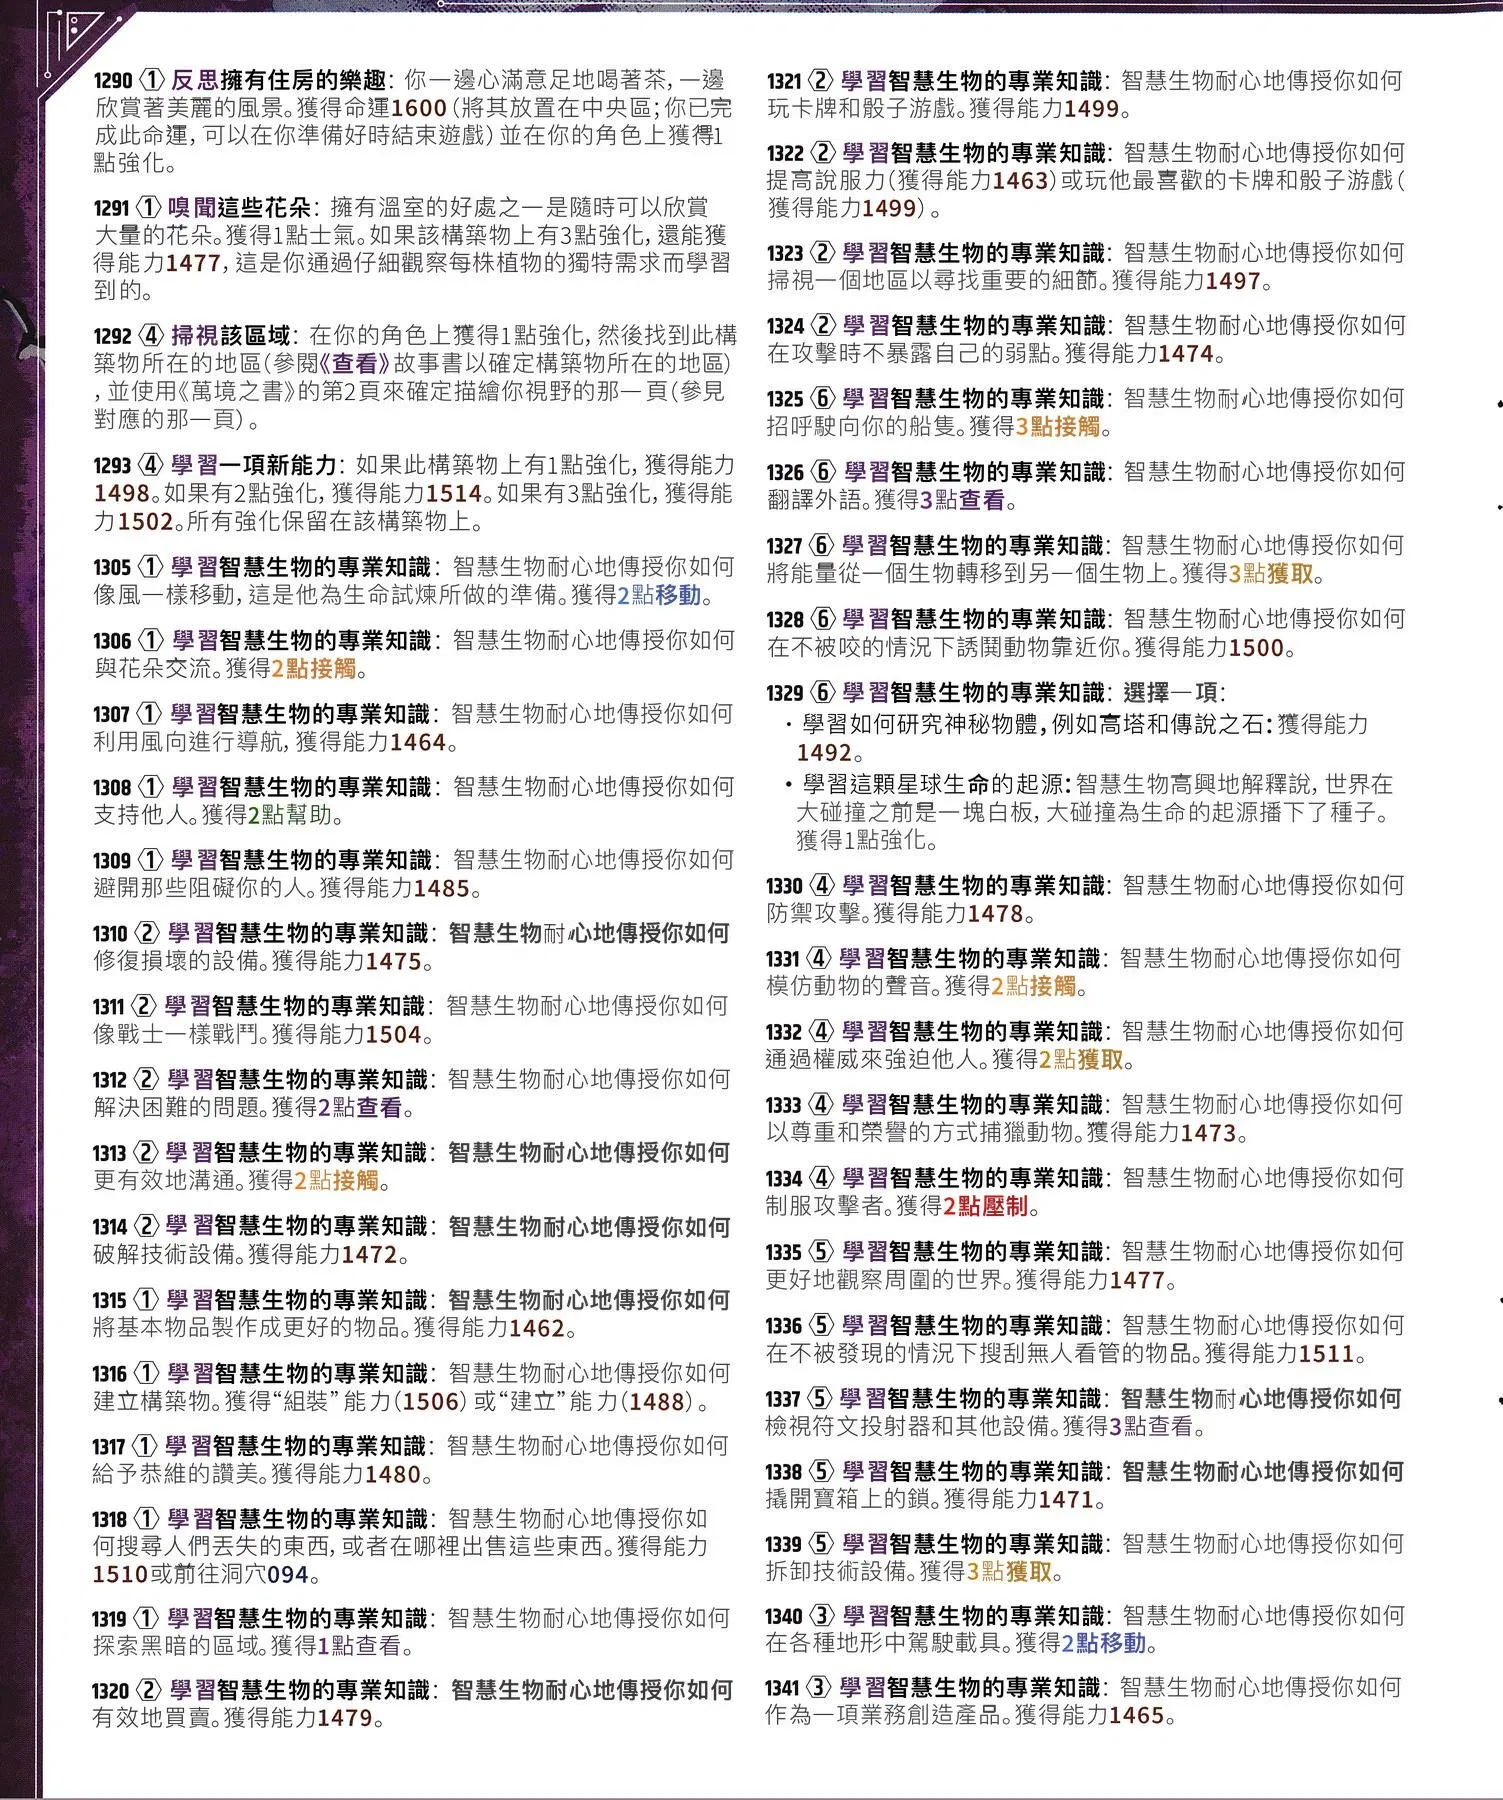 1290 ① 反思擁有住房的樂趣：你一邊心滿意足地喝著茶，一邊
欣賞著美麗的風景。獲得命運1600（將其放置在中央區；你已完
成此命運，可以在你準備好時結束遊戲）並在你的角色上獲得1
點強化。
1291 ① 嗅聞這些花朵：擁有溫室的好處之一是隨時可以欣賞
大量的花朵。獲得1點士氣。如果該構築物上有3點強化，還能獲
得能力1477，這是你通過仔細觀察每株植物的獨特需求而學習
到的。
1292 ④ 掃視該區域：在你的角色上獲得1點強化，然後找到此構
築物所在的地區（參閱《查看》故事書以確定構築物所在的地區）
，並使用《萬境之書》的第2頁來確定描繪你視野的那一頁（參見
對應的那一頁）。
1293 ④ 學習一項新能力：如果此構築物上有1點強化，獲得能力
1498。如果有2點強化，獲得能力1514。如果有3點強化，獲得能
力1502。所有強化保留在該構築物上。
1305 ① 學習智慧生物的專業知識：智慧生物耐心地傳授你如何
像風一樣移動，這是他為生命試煉所做的準備。獲得2點移動。
1306 ① 學習智慧生物的專業知識：智慧生物耐心地傳授你如何
與花朵交流。獲得2點接觸。
1307 ① 學習智慧生物的專業知識：智慧生物耐心地傳授你如何
利用風向進行導航，獲得能力1464。
1308 ① 學習智慧生物的專業知識：智慧生物耐心地傳授你如何
支持他人。獲得2點幫助。
1309 ① 學習智慧生物的專業知識：智慧生物耐心地傳授你如何
避開那些阻礙你的人。獲得能力1485。
1310 ② 學習智慧生物的專業知識：智慧生物耐心地傳授你如何
修復損壞的設備。獲得能力1475。
1311 ② 學習智慧生物的專業知識：智慧生物耐心地傳授你如何
像戰士一樣戰鬥。獲得能力1504。
1312 ② 學習智慧生物的專業知識：智慧生物耐心地傳授你如何
解決困難的問題。獲得2點查看。
1313 ② 學習智慧生物的專業知識：智慧生物耐心地傳授你如何
更有效地溝通。獲得2點接觸。
1314 ② 學習智慧生物的專業知識：智慧生物耐心地傳授你如何
破解技術設備。獲得能力1472。
1315 ① 學習智慧生物的專業知識：智慧生物耐心地傳授你如何
將基本物品製作成更好的物品。獲得能力1462。
1316 ① 學習智慧生物的專業知識：智慧生物耐心地傳授你如何
建立構築物。獲得“組裝”能力（1506）或“建立”能力（1488）。
1317 ① 學習智慧生物的專業知識：智慧生物耐心地傳授你如何
給予恭維的讚美。獲得能力1480。
1318 ① 學習智慧生物的專業知識：智慧生物耐心地傳授你如
何搜尋人們丟失的東西，或者在哪裡出售這些東西。獲得能力
1510或前往洞穴094。
1319 ① 學習智慧生物的專業知識：智慧生物耐心地傳授你如何
探索黑暗的區域。獲得1點查看。
1320 ② 學習智慧生物的專業知識：智慧生物耐心地傳授你如何
有效地買賣。獲得能力1479。
1321 ② 學習智慧生物的專業知識：智慧生物耐心地傳授你如何
玩卡牌和骰子游戲。獲得能力1499。
1322 ② 學習智慧生物的專業知識：智慧生物耐心地傳授你如何
提高說服力（獲得能力1463）或玩他最喜歡的卡牌和骰子游戲（
獲得能力1499）。
1323 ② 學習智慧生物的專業知識：智慧生物耐心地傳授你如何
掃視一個地區以尋找重要的細節。獲得能力1497。
1324 ② 學習智慧生物的專業知識：智慧生物耐心地傳授你如何
在攻擊時不暴露自己的弱點。獲得能力1474。
1325 ⑥ 學習智慧生物的專業知識：智慧生物耐心地傳授你如何
招呼駛向你的船隻。獲得3點接觸。
1326 ⑥ 學習智慧生物的專業知識：智慧生物耐心地傳授你如何
翻譯外語。獲得3點查看。
1327 ⑥ 學習智慧生物的專業知識：智慧生物耐心地傳授你如何
將能量從一個生物轉移到另一個生物上。獲得3點獲取。
1328 ⑥ 學習智慧生物的專業知識：智慧生物耐心地傳授你如何
在不被咬的情況下誘鬨動物靠近你。獲得能力1500。
1329 ⑥ 學習智慧生物的專業知識：選擇一項：
・學習如何研究神秘物體，例如高塔和傳說之石：獲得能力
1492。
・學習這顆星球生命的起源：智慧生物高興地解釋說，世界在
大碰撞之前是一塊白板，大碰撞為生命的起源播下了種子。
獲得1點強化。
1330 ④ 學習智慧生物的專業知識：智慧生物耐心地傳授你如何
防禦攻擊。獲得能力1478。
1331 ④ 學習智慧生物的專業知識：智慧生物耐心地傳授你如何
模仿動物的聲音。獲得2點接觸。
1332 ④ 學習智慧生物的專業知識：智慧生物耐心地傳授你如何
通過權威來強迫他人。獲得2點獲取。
1333 ④ 學習智慧生物的專業知識：智慧生物耐心地傳授你如何
以尊重和榮譽的方式捕獵動物。獲得能力1473。
1334 ④ 學習智慧生物的專業知識：智慧生物耐心地傳授你如何
制服攻擊者。獲得2點壓制。
1335 ⑤ 學習智慧生物的專業知識：智慧生物耐心地傳授你如何
更好地觀察周圍的世界。獲得能力1477。
1336 ⑤ 學習智慧生物的專業知識：智慧生物耐心地傳授你如何
在不被發現的情況下搜刮無人看管的物品。獲得能力1511。
1337 ⑤ 學習智慧生物的專業知識：智慧生物耐心地傳授你如何
檢視符文投射器和其他設備。獲得3點查看。
1338 ⑤ 學習智慧生物的專業知識：智慧生物耐心地傳授你如何
撬開寶箱上的鎖。獲得能力1471。
1339 ⑤ 學習智慧生物的專業知識：智慧生物耐心地傳授你如何
拆卸技術設備。獲得3點獲取。
1340 ③ 學習智慧生物的專業知識：智慧生物耐心地傳授你如何
在各種地形中駕駛載具。獲得2點移動。
1341 ③ 學習智慧生物的專業知識：智慧生物耐心地傳授你如何
作為一項業務創造產品。獲得能力1465。